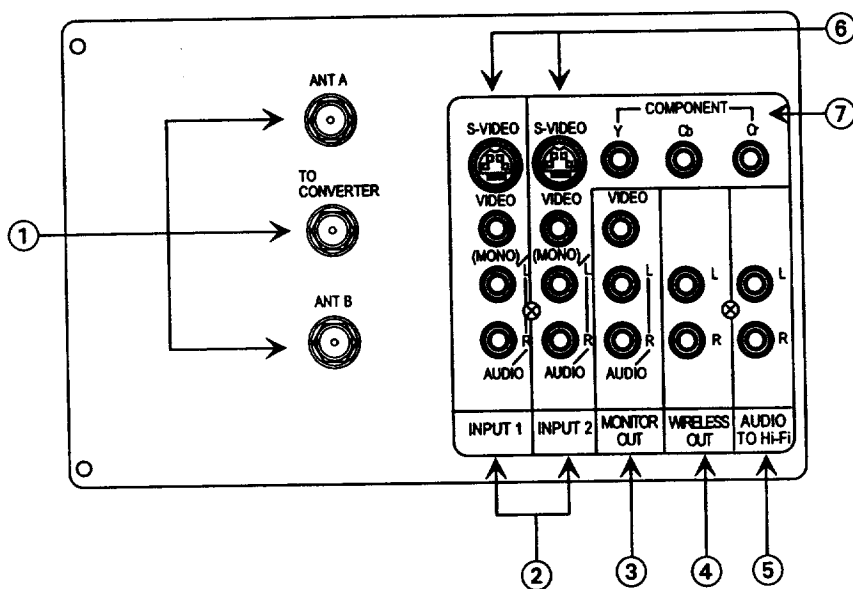 ⑥
ANT A
COMPONENT
⑦
S-VIDEO S-VIDEO Y Cb Cr
TO
CONVERTER
VIDEO VIDEO VIDEO
①
(MONO) L (MONO) L L L L
ANT B
R R R R R
AUDIO AUDIO AUDIO
INPUT 1 INPUT 2 MONITOR OUT WIRELESS OUT AUDIO TO Hi-Fi
② ③ ④ ⑤